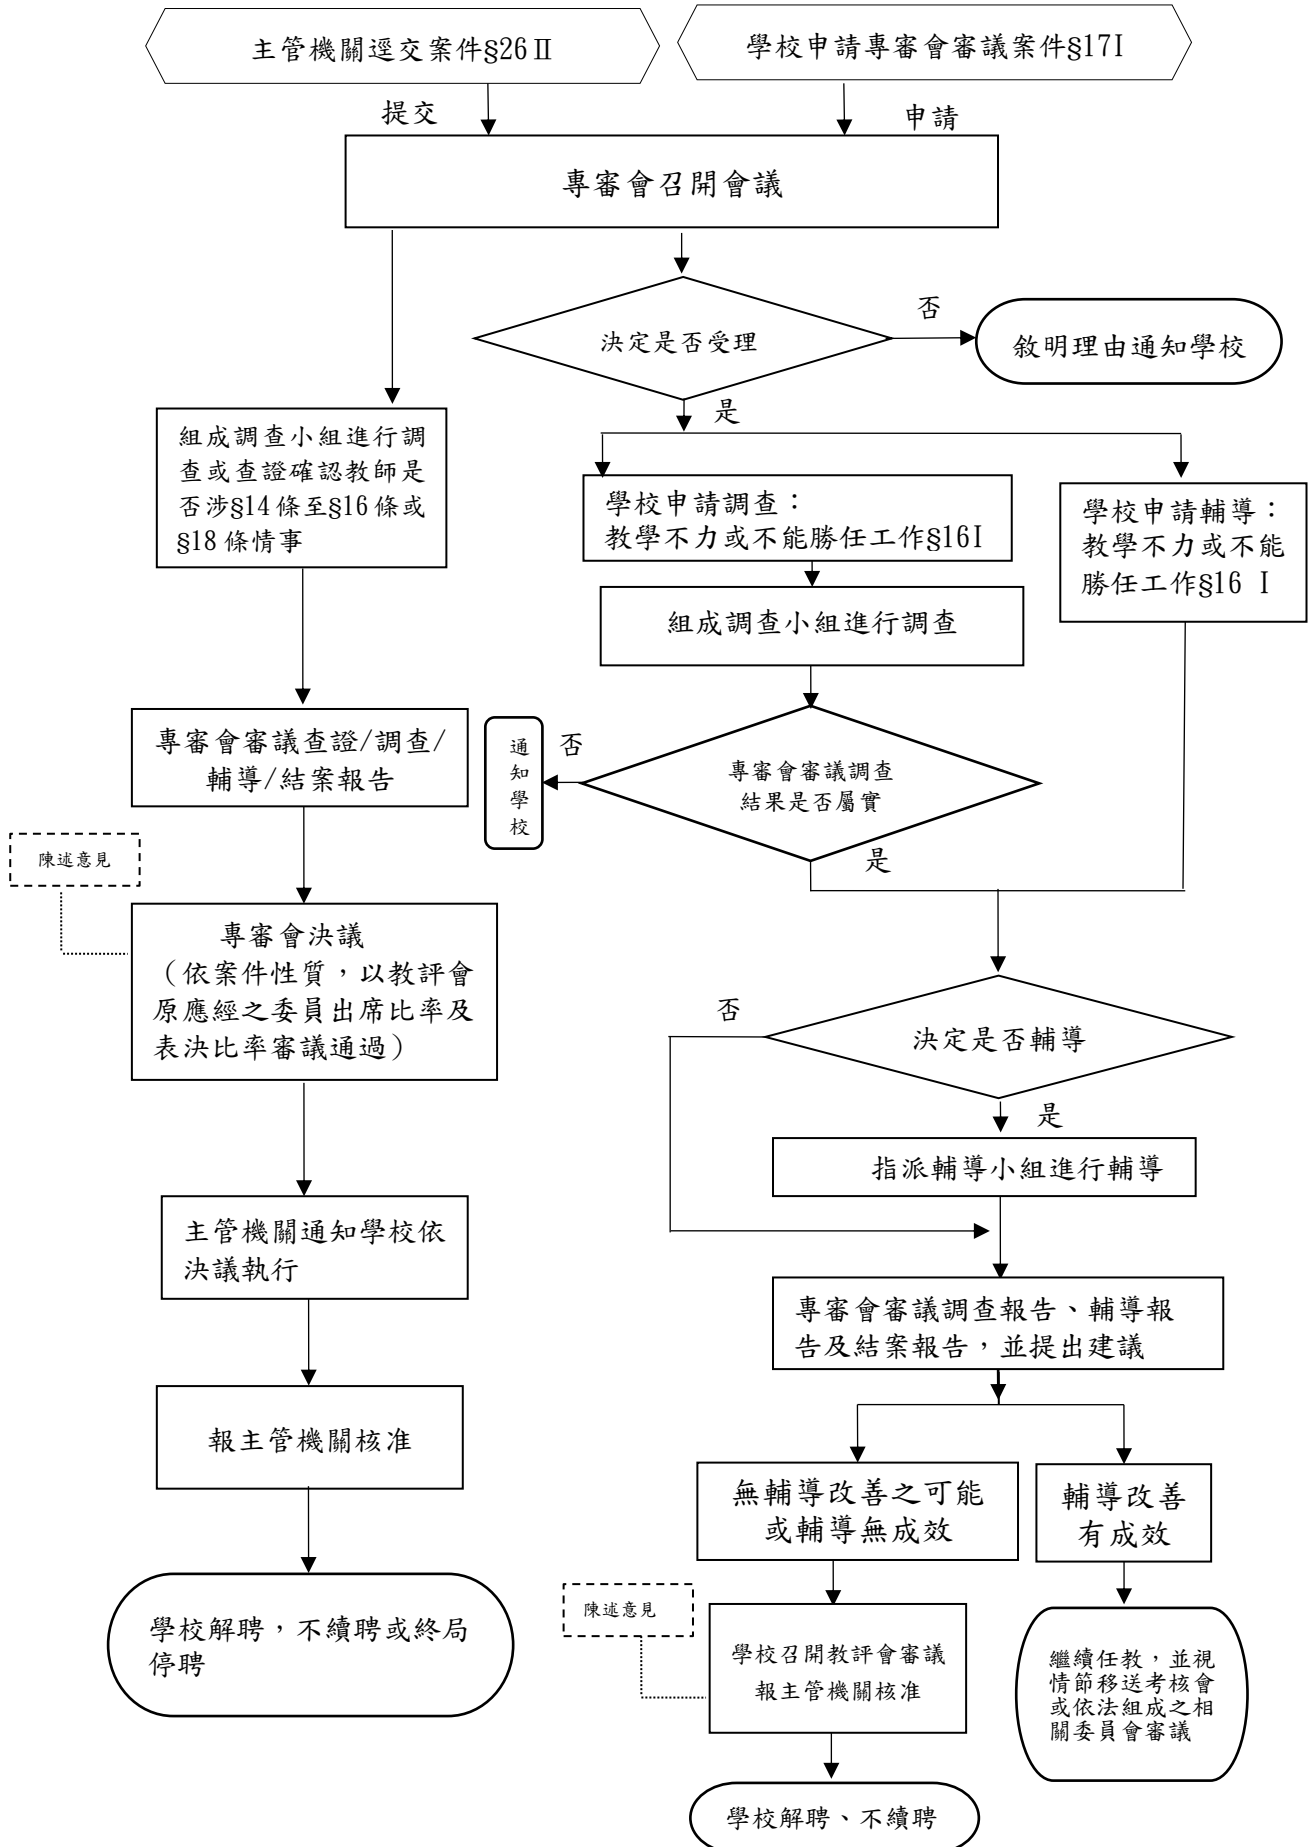 主管機關逕交案件§26Ⅱ
學校申請專審會審議案件§17I
提交
申請
專審會召開會議
決定是否受理
否
敘明理由通知學校
是
組成調查小組進行調
查或查證確認教師是
否涉§14條至§16條或
§18條情事
學校申請調查：
教學不力或不能勝任工作§16I
學校申請輔導：
教學不力或不能
勝任工作§16 I
組成調查小組進行調查
專審會審議查證/調查/
輔導/結案報告
通
知
學
校
否
專審會審議調查
結果是否屬實
是
陳述意見
專審會決議
（依案件性質，以教評會
原應經之委員出席比率及
表決比率審議通過）
否
決定是否輔導
是
指派輔導小組進行輔導
主管機關通知學校依
決議執行
專審會審議調查報告、輔導報
告及結案報告，並提出建議
報主管機關核准
無輔導改善之可能
或輔導無成效
輔導改善
有成效
學校解聘，不續聘或終局
停聘
陳述意見
學校召開教評會審議
報主管機關核准
繼續任教，並視
情節移送考核會
或依法組成之相
關委員會審議
學校解聘、不續聘